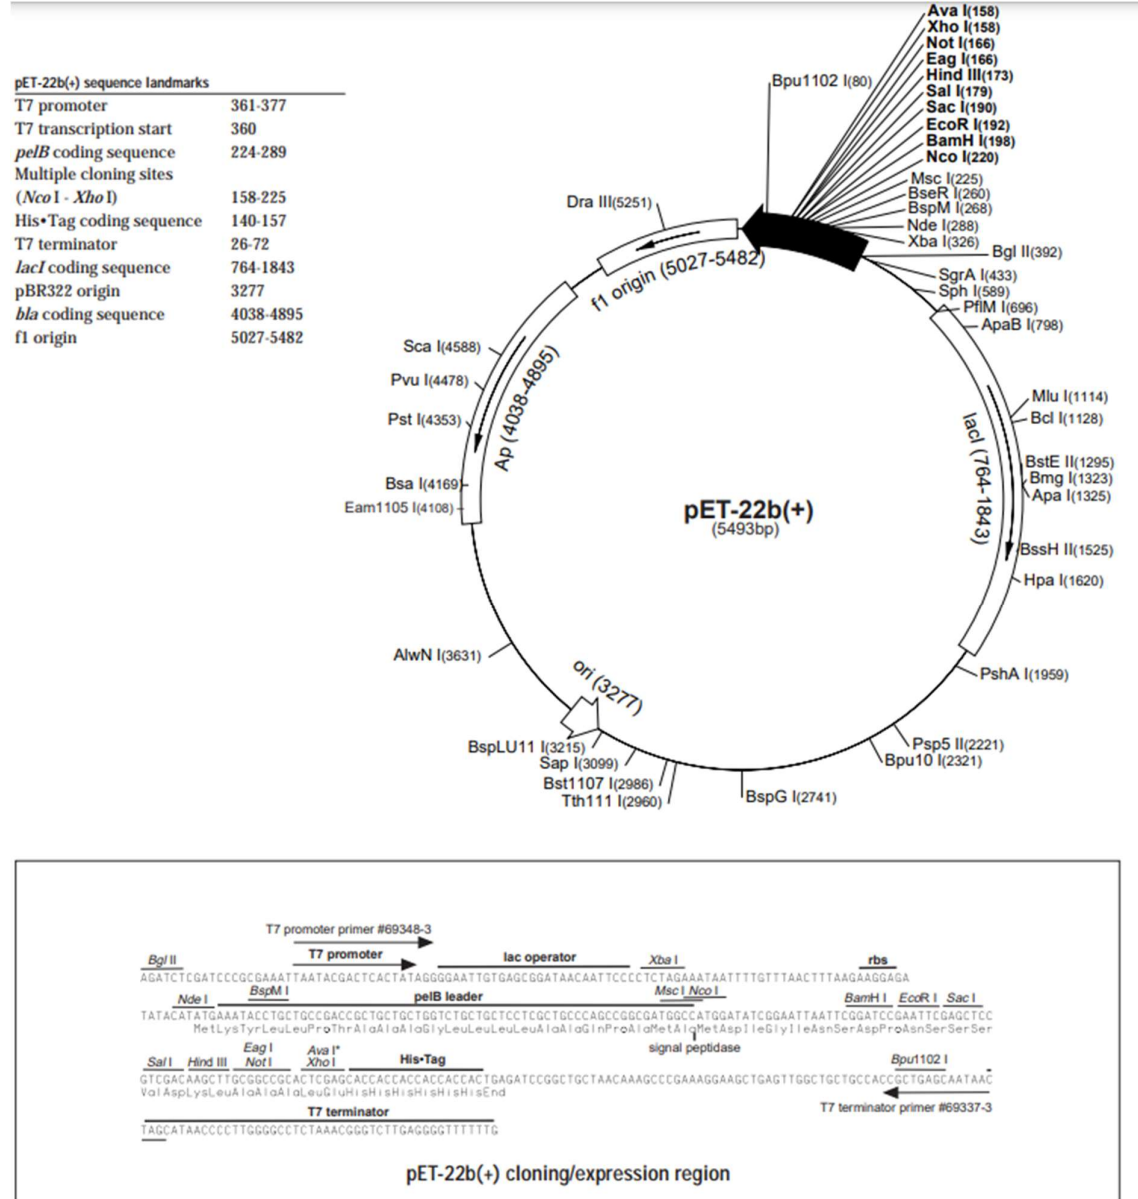 pET-22b(+) sequence landmarks
T7 promoter 361-377
T7 transcription start 360
pelB coding sequence 224-289
Multiple cloning sites
(Nco I - Xho I) 158-225
His•Tag coding sequence 140-157
T7 terminator 26-72
lacI coding sequence 764-1843
pBR322 origin 3277
bla coding sequence 4038-4895
f1 origin 5027-5482
Ava I(158)
Xho I(158)
Not I(166)
Eag I(166)
Hind III(173)
Sal I(179)
Sac I(190)
EcoR I(192)
BamH I(198)
Nco I(220)
Bpu1102 I(80)
Msc I(225)
BseR I(260)
BspM I(268)
Nde I(288)
Xba I(326)
Bgl II(392)
SgrA I(433)
Sph I(589)
PflM I(696)
ApaB I(798)
Dra III(5251)
f1 origin (5027-5482)
Sca I(4588)
Pvu I(4478)
Pst I(4353)
Bsa I(4169)
Eam1105 I(4108)
Ap (4038-4895)
Mlu I(1114)
Bcl I(1128)
BstE II(1295)
Bmg I(1323)
Apa I(1325)
lacI (764-1843)
BssH II(1525)
Hpa I(1620)
pET-22b(+)
(5493bp)
AlwN I(3631)
ori (3277)
PshA I(1959)
Psp5 II(2221)
Bpu10 I(2321)
BspLU11 I(3215)
Sap I(3099)
Bst1107 I(2986)
Tth111 I(2960)
BspG I(2741)
T7 promoter primer #69348-3
Bgl II T7 promoter lac operator Xba I rbs
AGATCTCGATCCCGCGAAATTAATACGACTCACTATAGGGGAATTGTGAGCGGATAACAATTCCCCTCTAGAAATAATTTTGTTTAACTTTAAGAAGGAGA
Nde I BspM I pelB leader Msc I Nco I BamH I EcoR I Sac I
TATACATATGAAATACCTGCTGCCGACCGCTGCTGCTGGTCTGCTGCTCCTCGCTGCCCAGCCGGCGATGGCCATGGATATCGGAATTAATTCGGATCCGAATTCGAGCTCC
MetLysTyrLeuLeuProThrAlaAlaAlaGlyLeuLeuLeuLeuAlaAlaGlnProAlaMetAlaMetAspIleGlyIleAsnSerAspProAsnSerSerSer
signal peptidase
Sal I Hind III Eag I Not I Ava I* Xho I His•Tag Bpu1102 I
GTCGACAAGCTTGCGGCCGCACTCGAGCACCACCACCACCACCACTGAGATCCGGCTGCTAACAAAGCCCGAAAGGAAGCTGAGTTGGCTGCTGCCACCGCTGAGCAATAAC
ValAspLysLeuAlaAlaAlaLeuGluHisHisHisHisHisHisEnd
T7 terminator T7 terminator primer #69337-3
TAGCATAACCCCTTGGGGCCTCTAAACGGGTCTTGAGGGGTTTTTTG
pET-22b(+) cloning/expression region